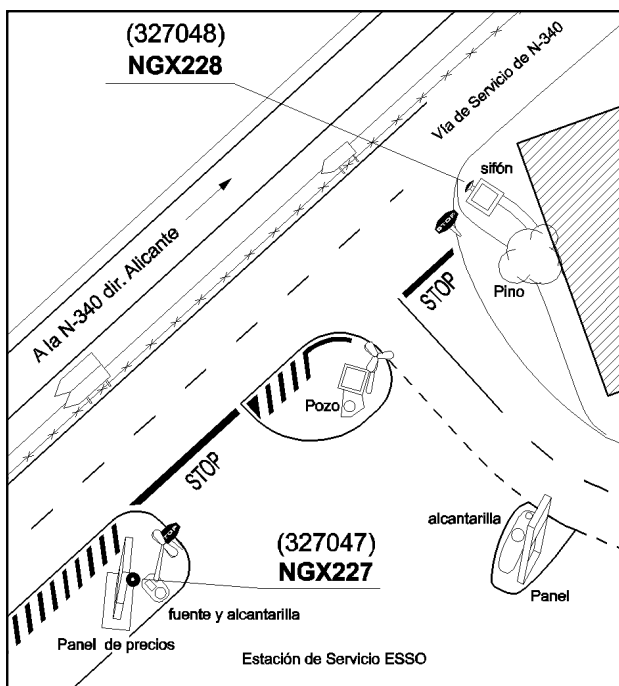 (327048)
NGX228
Vía de Servicio de N-340
sifón
STOP
A la N-340 dir. Alicante
STOP
Pino
Pozo
STOP
alcantarilla
(327047)
NGX227
Panel
fuente y alcantarilla
Panel de precios
Estación de Servicio ESSO